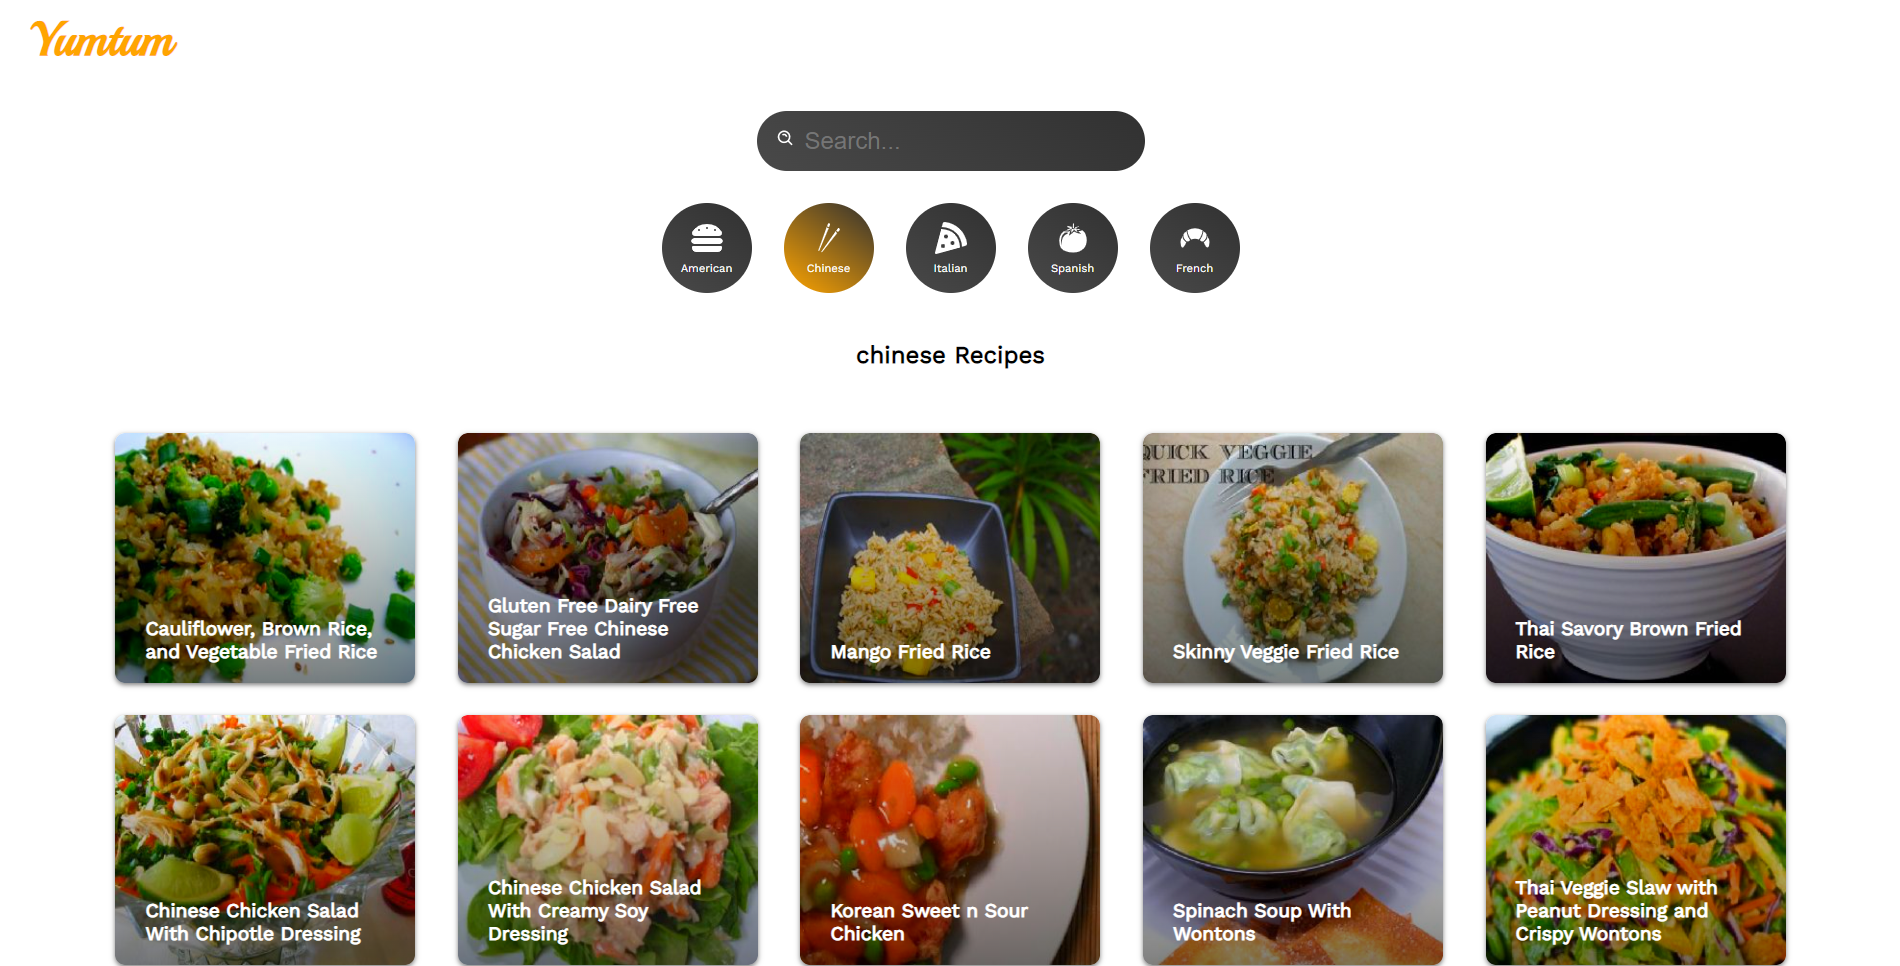 Yumtum
Search...
American
Chinese
Italian
Spanish
French
chinese Recipes
Cauliflower, Brown Rice,
and Vegetable Fried Rice
Gluten Free Dairy Free
Sugar Free Chinese
Chicken Salad
Mango Fried Rice
QUICK VEGGIE
FRIED RICE
Skinny Veggie Fried Rice
Thai Savory Brown Fried
Rice
Chinese Chicken Salad
With Chipotle Dressing
Chinese Chicken Salad
With Creamy Soy
Dressing
Korean Sweet n Sour
Chicken
Spinach Soup With
Wontons
Thai Veggie Slaw with
Peanut Dressing and
Crispy Wontons